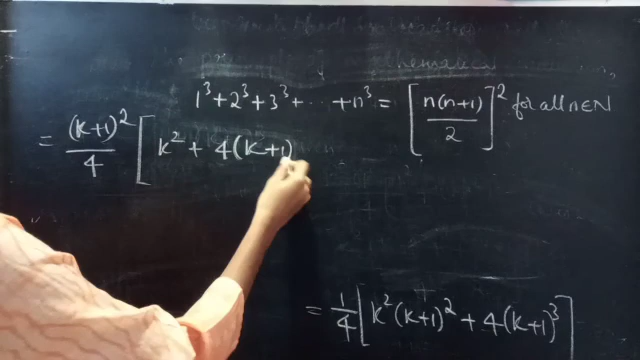 1³ + 2³ + 3³ + ... + n³ = [n(n+1)/2]² for all n∈N
= (k+1)²/4 [k² + 4(k+1)
= 1/4 [k²(k+1)² + 4(k+1)³]